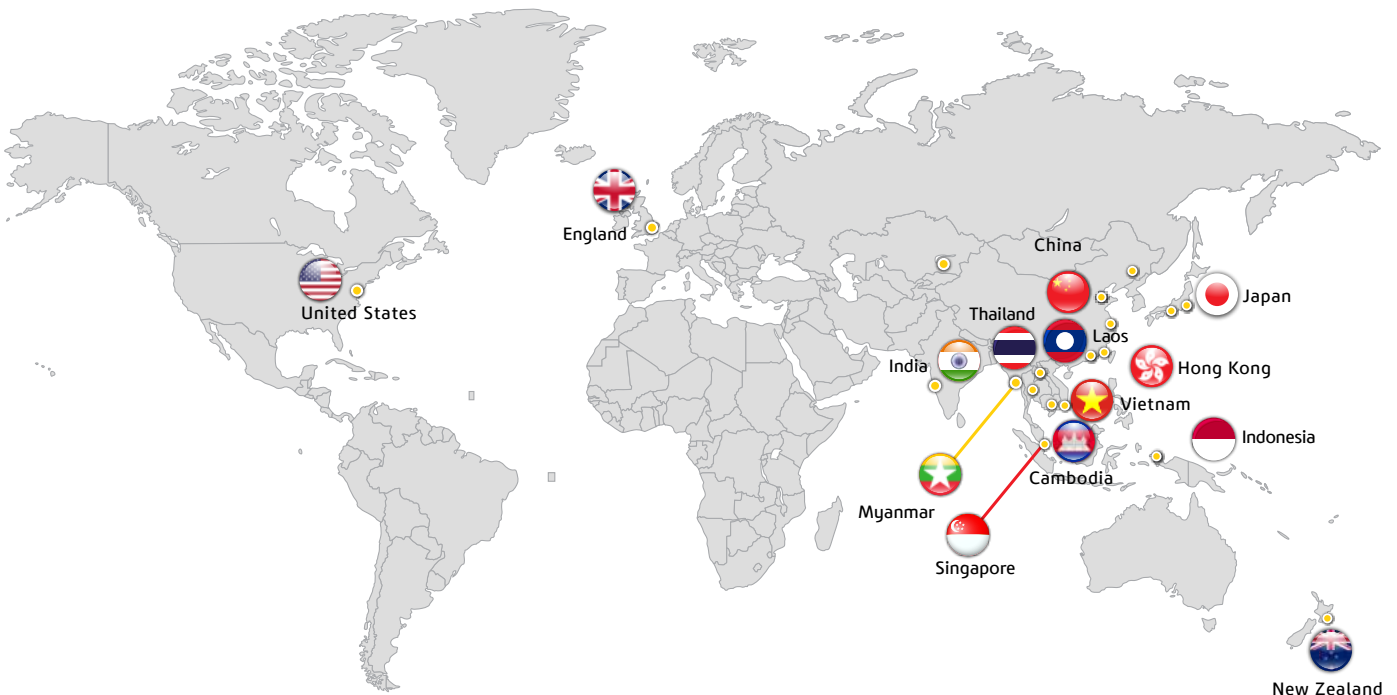 England
China
United States
Japan
Thailand
Laos
India
Hong Kong
Vietnam
Indonesia
Cambodia
Myanmar
Singapore
New Zealand